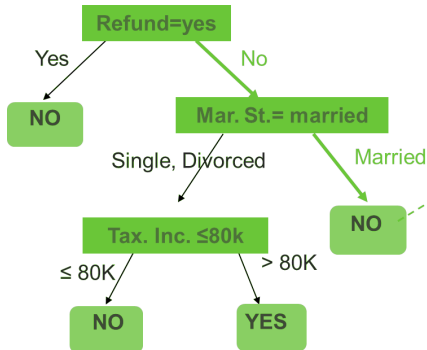 Refund=yes
Yes
No
NO
Mar. St.= married
Single, Divorced
Married
NO
Tax. Inc. ≤80k
≤ 80K
> 80K
NO
YES